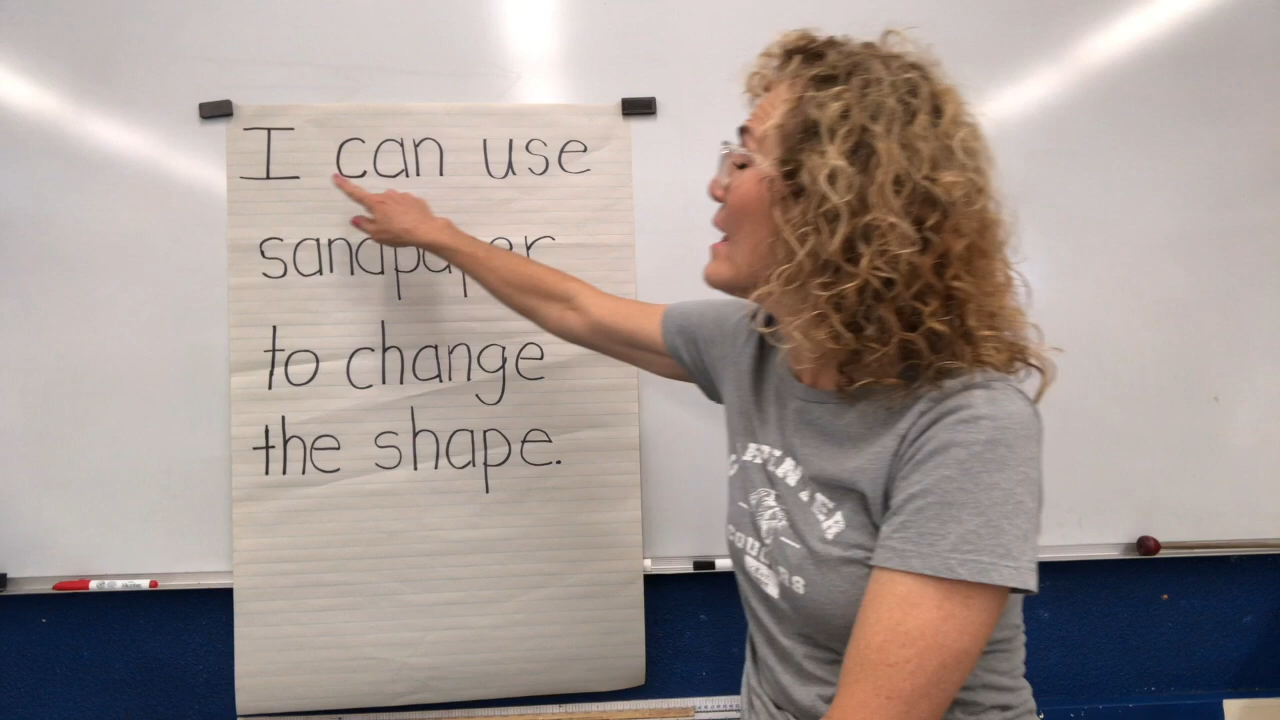 I can use
sandpaper
to change
the shape.